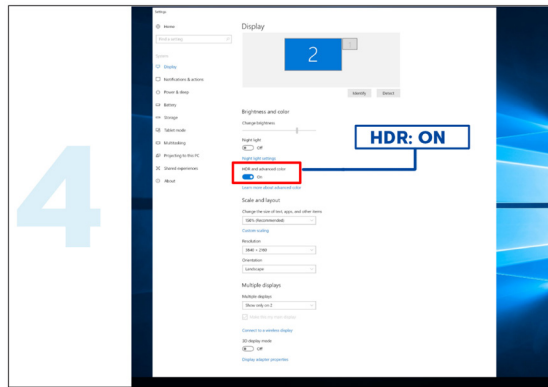 4
Settings
Home
Find a setting
System
Display
Notifications & actions
Power & sleep
Battery
Storage
Tablet mode
Multitasking
Projecting to this PC
Shared experiences
About
Display
2
Identify
Detect
Brightness and color
Change brightness
Night light
Off
Night light settings
HDR and advanced color
On
Learn more about advanced color
HDR: ON
Scale and layout
Change the size of text, apps, and other items
Custom scaling
Resolution
Orientation
Landscape
Multiple displays
Multiple displays
Show only on 2
Connect to a wireless display
3D display mode
Off
Display adapter properties